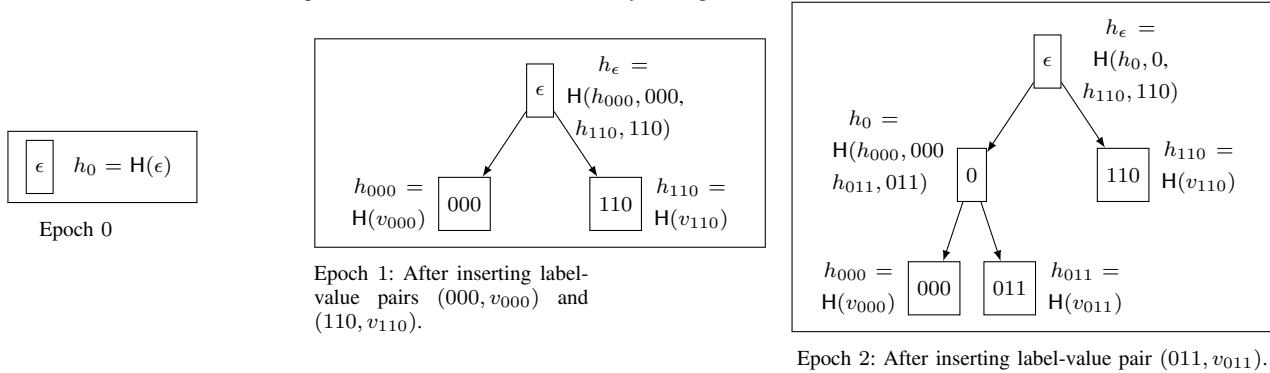 ϵ h₀ = H(ϵ)
Epoch 0
ϵ
hϵ =
H(h₀₀₀, 000,
h₁₁₀, 110)
h₀₀₀ =
H(v₀₀₀)
000
110
h₁₁₀ =
H(v₁₁₀)
Epoch 1: After inserting label-
value pairs (000, v₀₀₀) and
(110, v₁₁₀).
ϵ
hϵ =
H(h₀, 0,
h₁₁₀, 110)
h₀ =
H(h₀₀₀, 000
h₀₁₁, 011)
0
110
h₁₁₀ =
H(v₁₁₀)
h₀₀₀ =
H(v₀₀₀)
000
011
h₀₁₁ =
H(v₀₁₁)
Epoch 2: After inserting label-value pair (011, v₀₁₁).